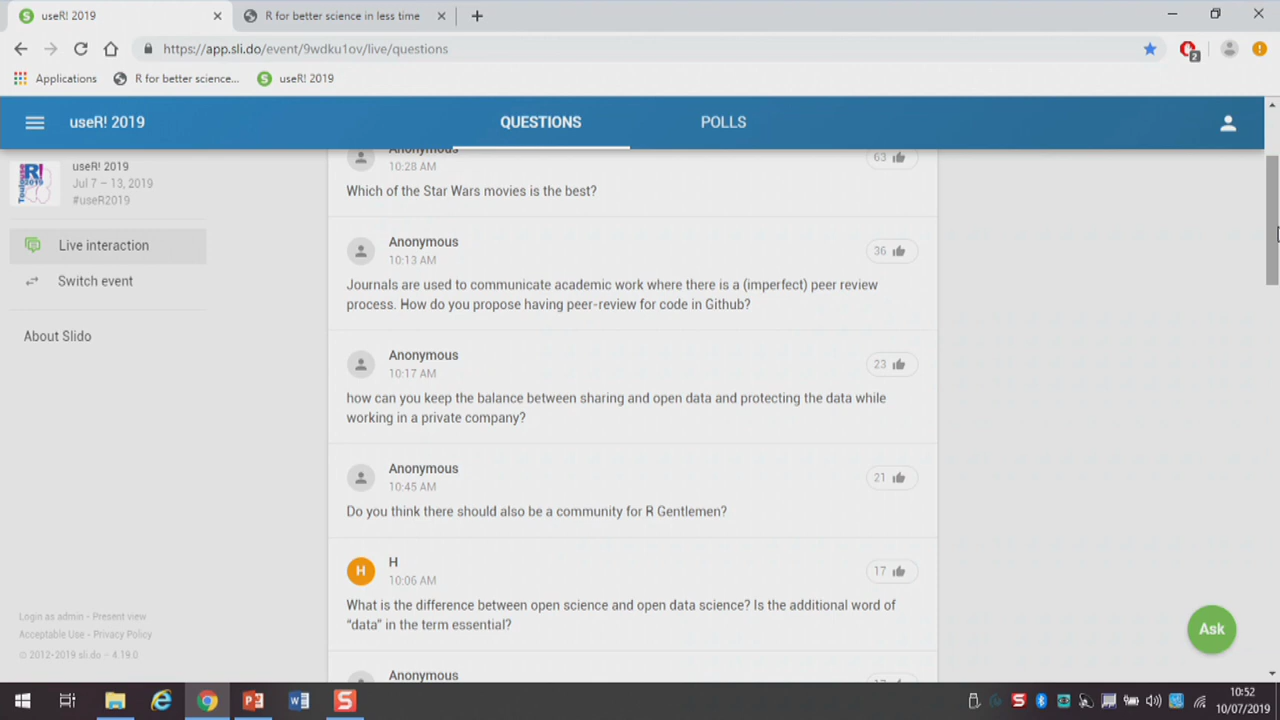 useR! 2019
R for better science in less time
https://app.sli.do/event/9wdku1ov/live/questions
2
Applications
R for better science...
useR! 2019
useR! 2019
QUESTIONS
POLLS
R!
2019
useR! 2019
Jul 7 – 13, 2019
#useR2019
Live interaction
Switch event
About Slido
Anonymous
10:28 AM
63
Which of the Star Wars movies is the best?
Anonymous
10:13 AM
36
Journals are used to communicate academic work where there is a (imperfect) peer review
process. How do you propose having peer-review for code in Github?
Anonymous
10:17 AM
23
how can you keep the balance between sharing and open data and protecting the data while
working in a private company?
Anonymous
10:45 AM
21
Do you think there should also be a community for R Gentlemen?
H
H
10:06 AM
17
What is the difference between open science and open data science? Is the additional word of
“data” in the term essential?
Anonymous
Login as admin - Present view
Acceptable Use - Privacy Policy
© 2012-2019 sli.do – 4.19.0
Ask
10:52
10/07/2019